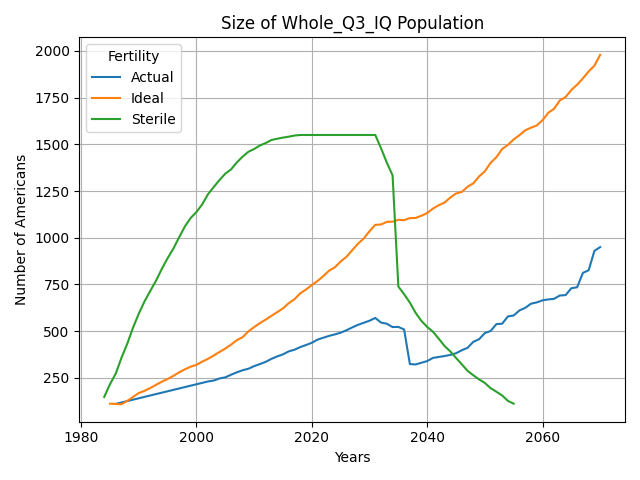 Size of Whole_Q3_IQ Population
Fertility
Actual
Ideal
Sterile
Number of Americans
2000
1750
1500
1250
1000
750
500
250
1980
2000
2020
2040
2060
Years